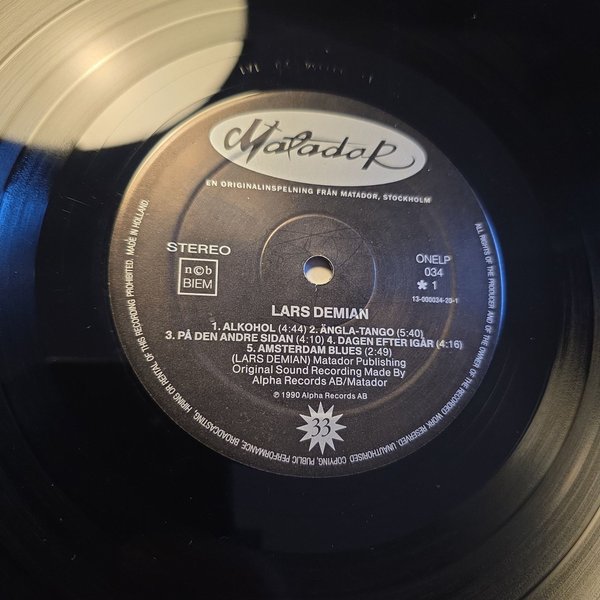 Matador
EN ORIGINALINSPELNING FRÅN MATADOR, STOCKHOLM
STEREO
n©b
BIEM
ONELP
034
* 1
13-000034-20-1
LARS DEMIAN
1. ALKOHOL (4:44) 2. ÄNGLA-TANGO (5:40)
3. PÅ DEN ANDRE SIDAN (4:10) 4. DAGEN EFTER IGÅR (4:16)
5. AMSTERDAM BLUES (2:49)
(LARS DEMIAN) Matador Publishing
Original Sound Recording Made By
Alpha Records AB/Matador
℗ 1990 Alpha Records AB
33
ALL RIGHTS OF THE PRODUCER AND OF THE OWNER OF THE RECORDED WORK RESERVED. UNAUTHORISED COPYING, PUBLIC PERFORMANCE, BROADCASTING, HIRING OR RENTAL OF THIS RECORDING PROHIBITED. MADE IN HOLLAND.